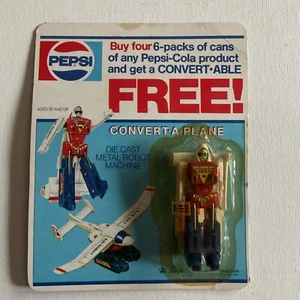 Buy four 6-packs of cans
of any Pepsi-Cola product
and get a CONVERT•ABLE
PEPSI
FREE!
CONVERT•A•PLANE
DIE CAST
METAL ROBOT
MACHINE